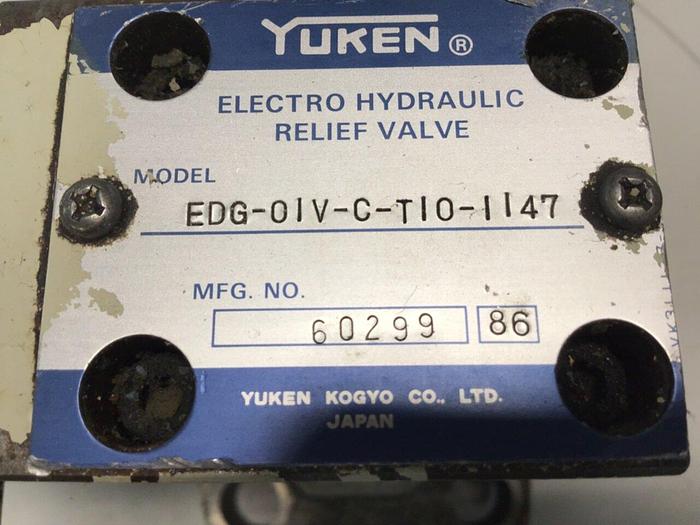 YUKEN®
ELECTRO HYDRAULIC
RELIEF VALVE
MODEL
EDG-01V-C-T10-1147
MFG. NO.
60299 86
YUKEN KOGYO CO., LTD.
JAPAN